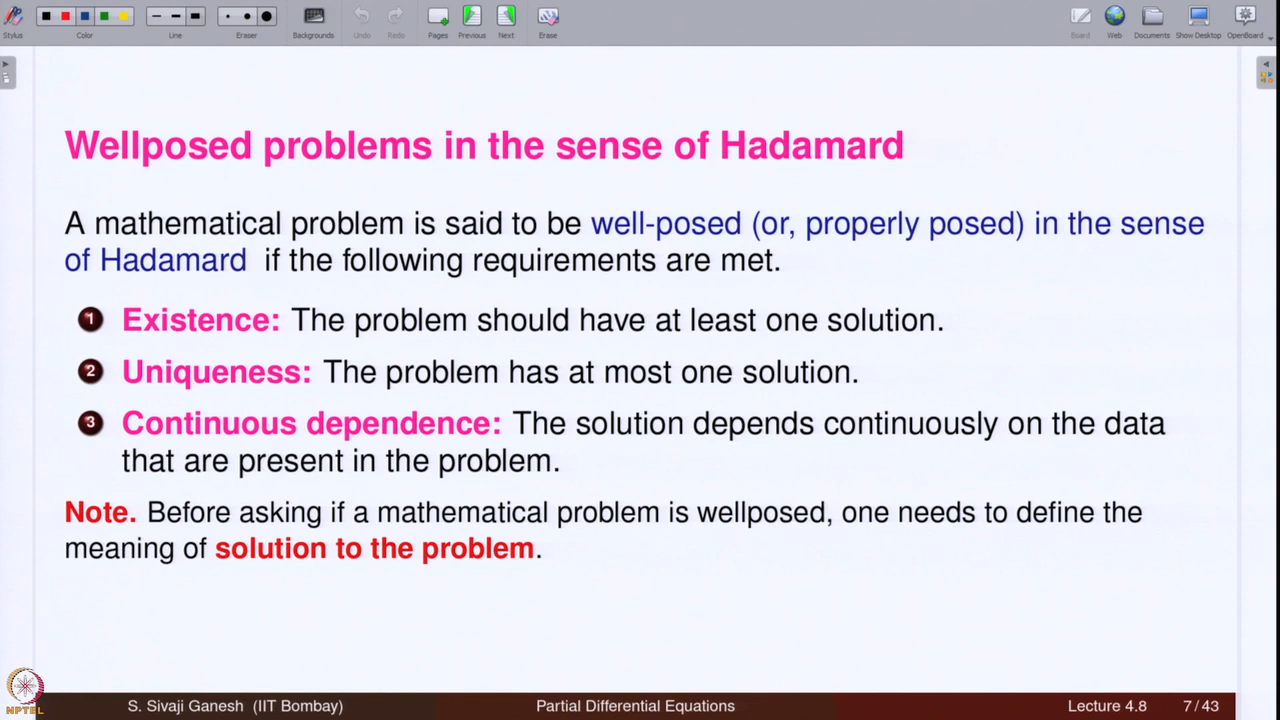 Stylus Color Line Eraser Backgrounds Undo Redo Pages Previous Next Erase Board Web Documents Show Desktop OpenBoard
Wellposed problems in the sense of Hadamard
A mathematical problem is said to be well-posed (or, properly posed) in the sense
of Hadamard if the following requirements are met.
1 Existence: The problem should have at least one solution.
2 Uniqueness: The problem has at most one solution.
3 Continuous dependence: The solution depends continuously on the data
that are present in the problem.
Note. Before asking if a mathematical problem is wellposed, one needs to define the
meaning of solution to the problem.
NPTEL
S. Sivaji Ganesh (IIT Bombay) Partial Differential Equations Lecture 4.8 7 / 43